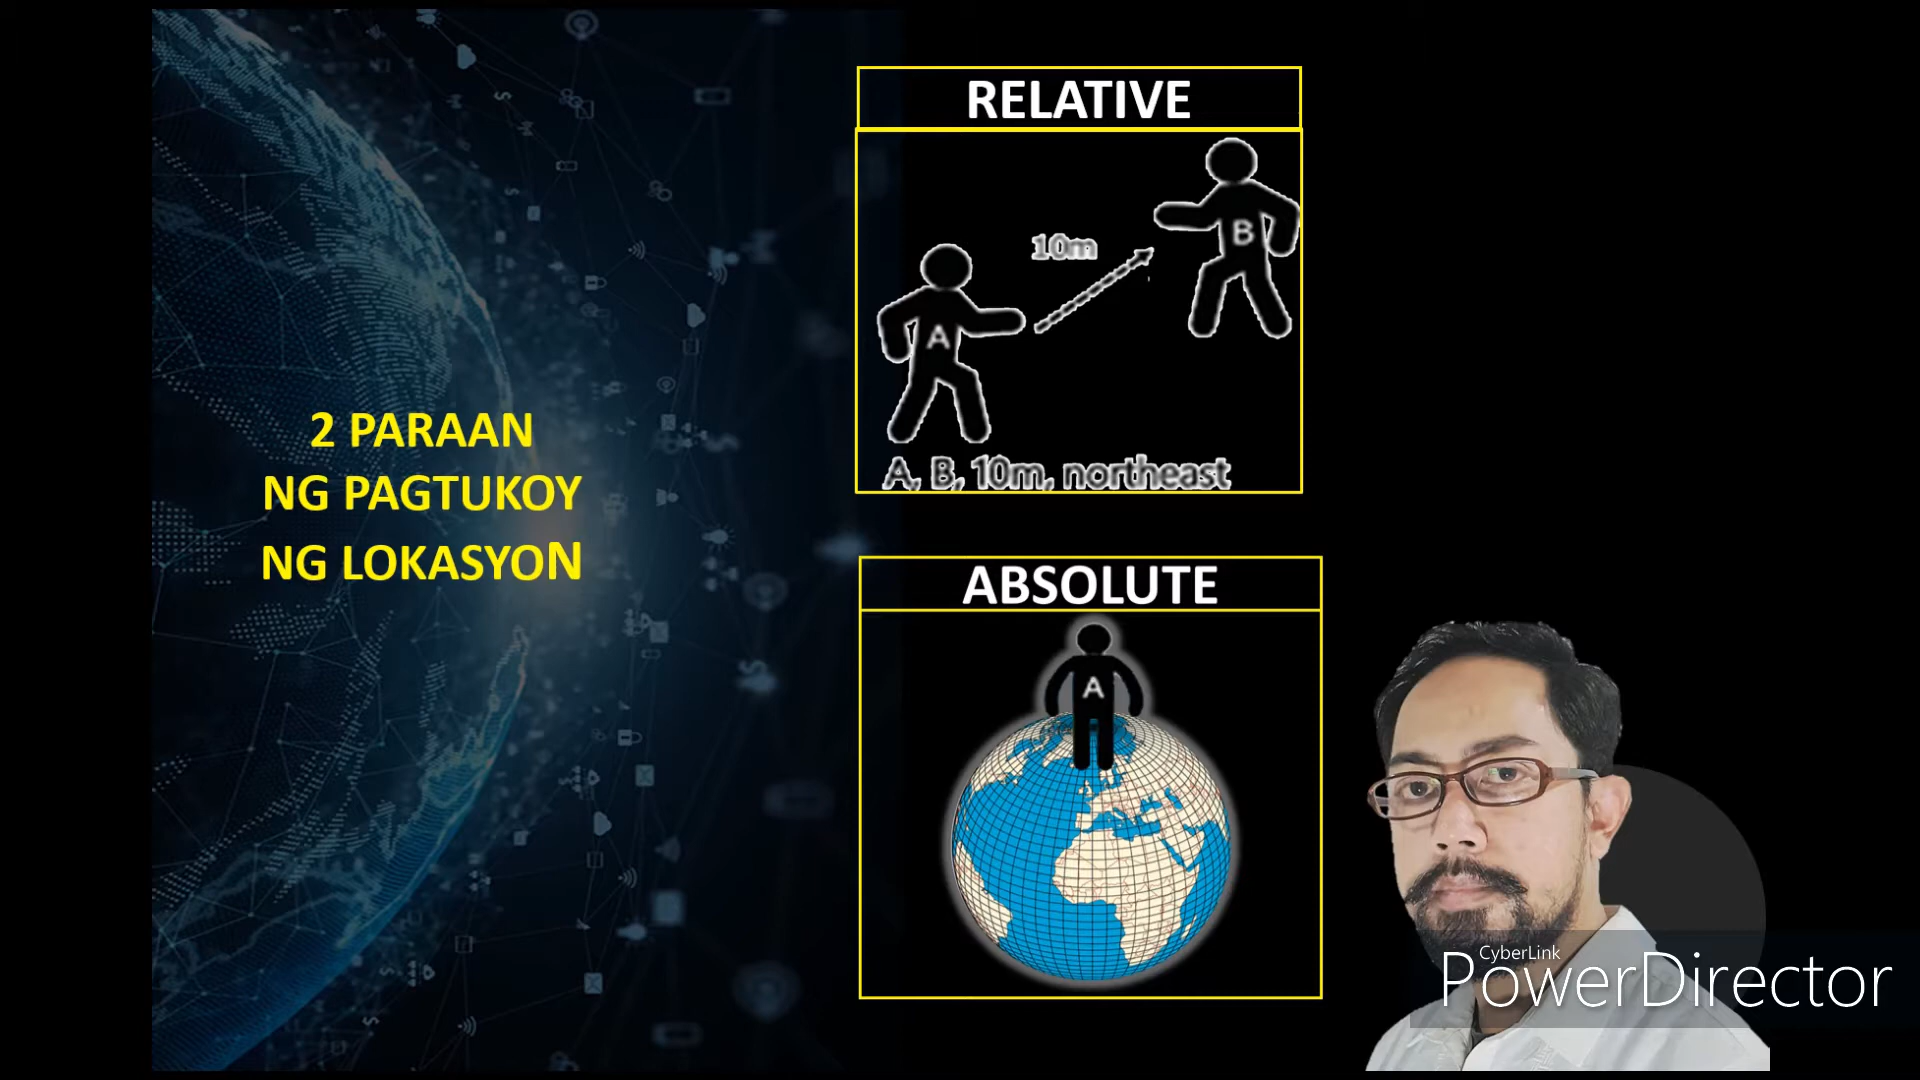 2 PARAAN
NG PAGTUKOY
NG LOKASYON
RELATIVE
10m
B
A
A, B, 10m, northeast
ABSOLUTE
A
CyberLink
PowerDirector